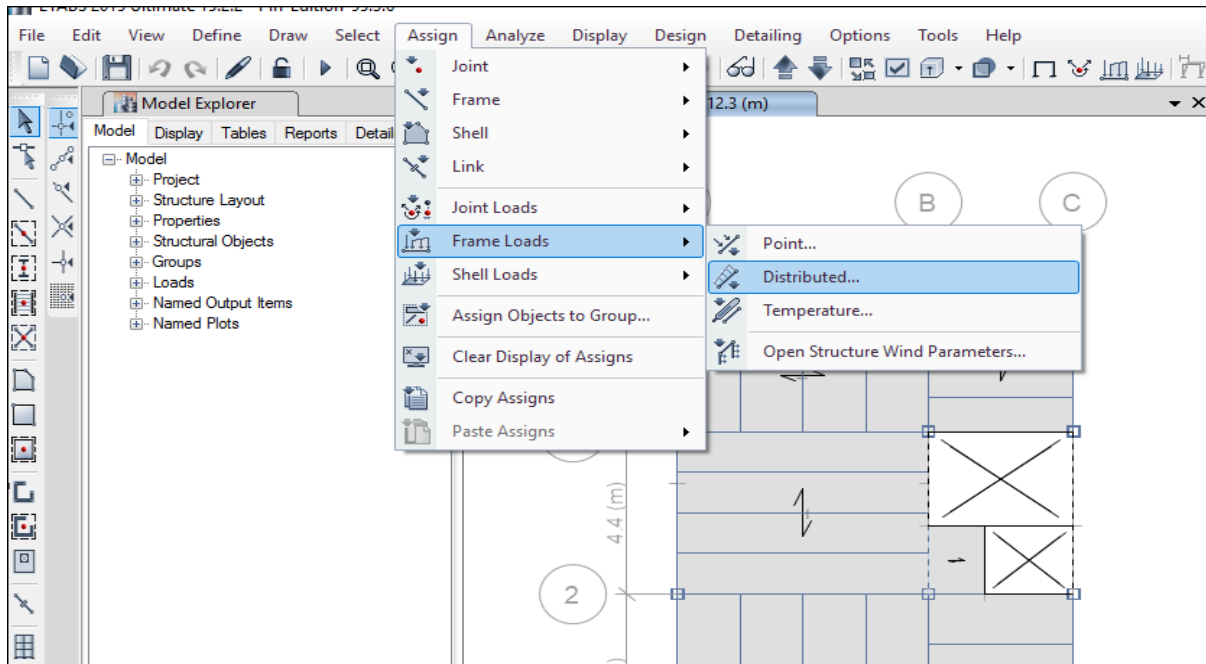 File Edit View Define Draw Select Assign Analyze Display Design Detailing Options Tools Help
Model Explorer
12.3 (m)
Model Display Tables Reports Detail
Model
Project
Structure Layout
Properties
Structural Objects
Groups
Loads
Named Output Items
Named Plots
Joint
Frame
Shell
Link
Joint Loads
Frame Loads
Shell Loads
Assign Objects to Group...
Clear Display of Assigns
Copy Assigns
Paste Assigns
Point...
Distributed...
Temperature...
Open Structure Wind Parameters...
B C
4.4 (m)
2